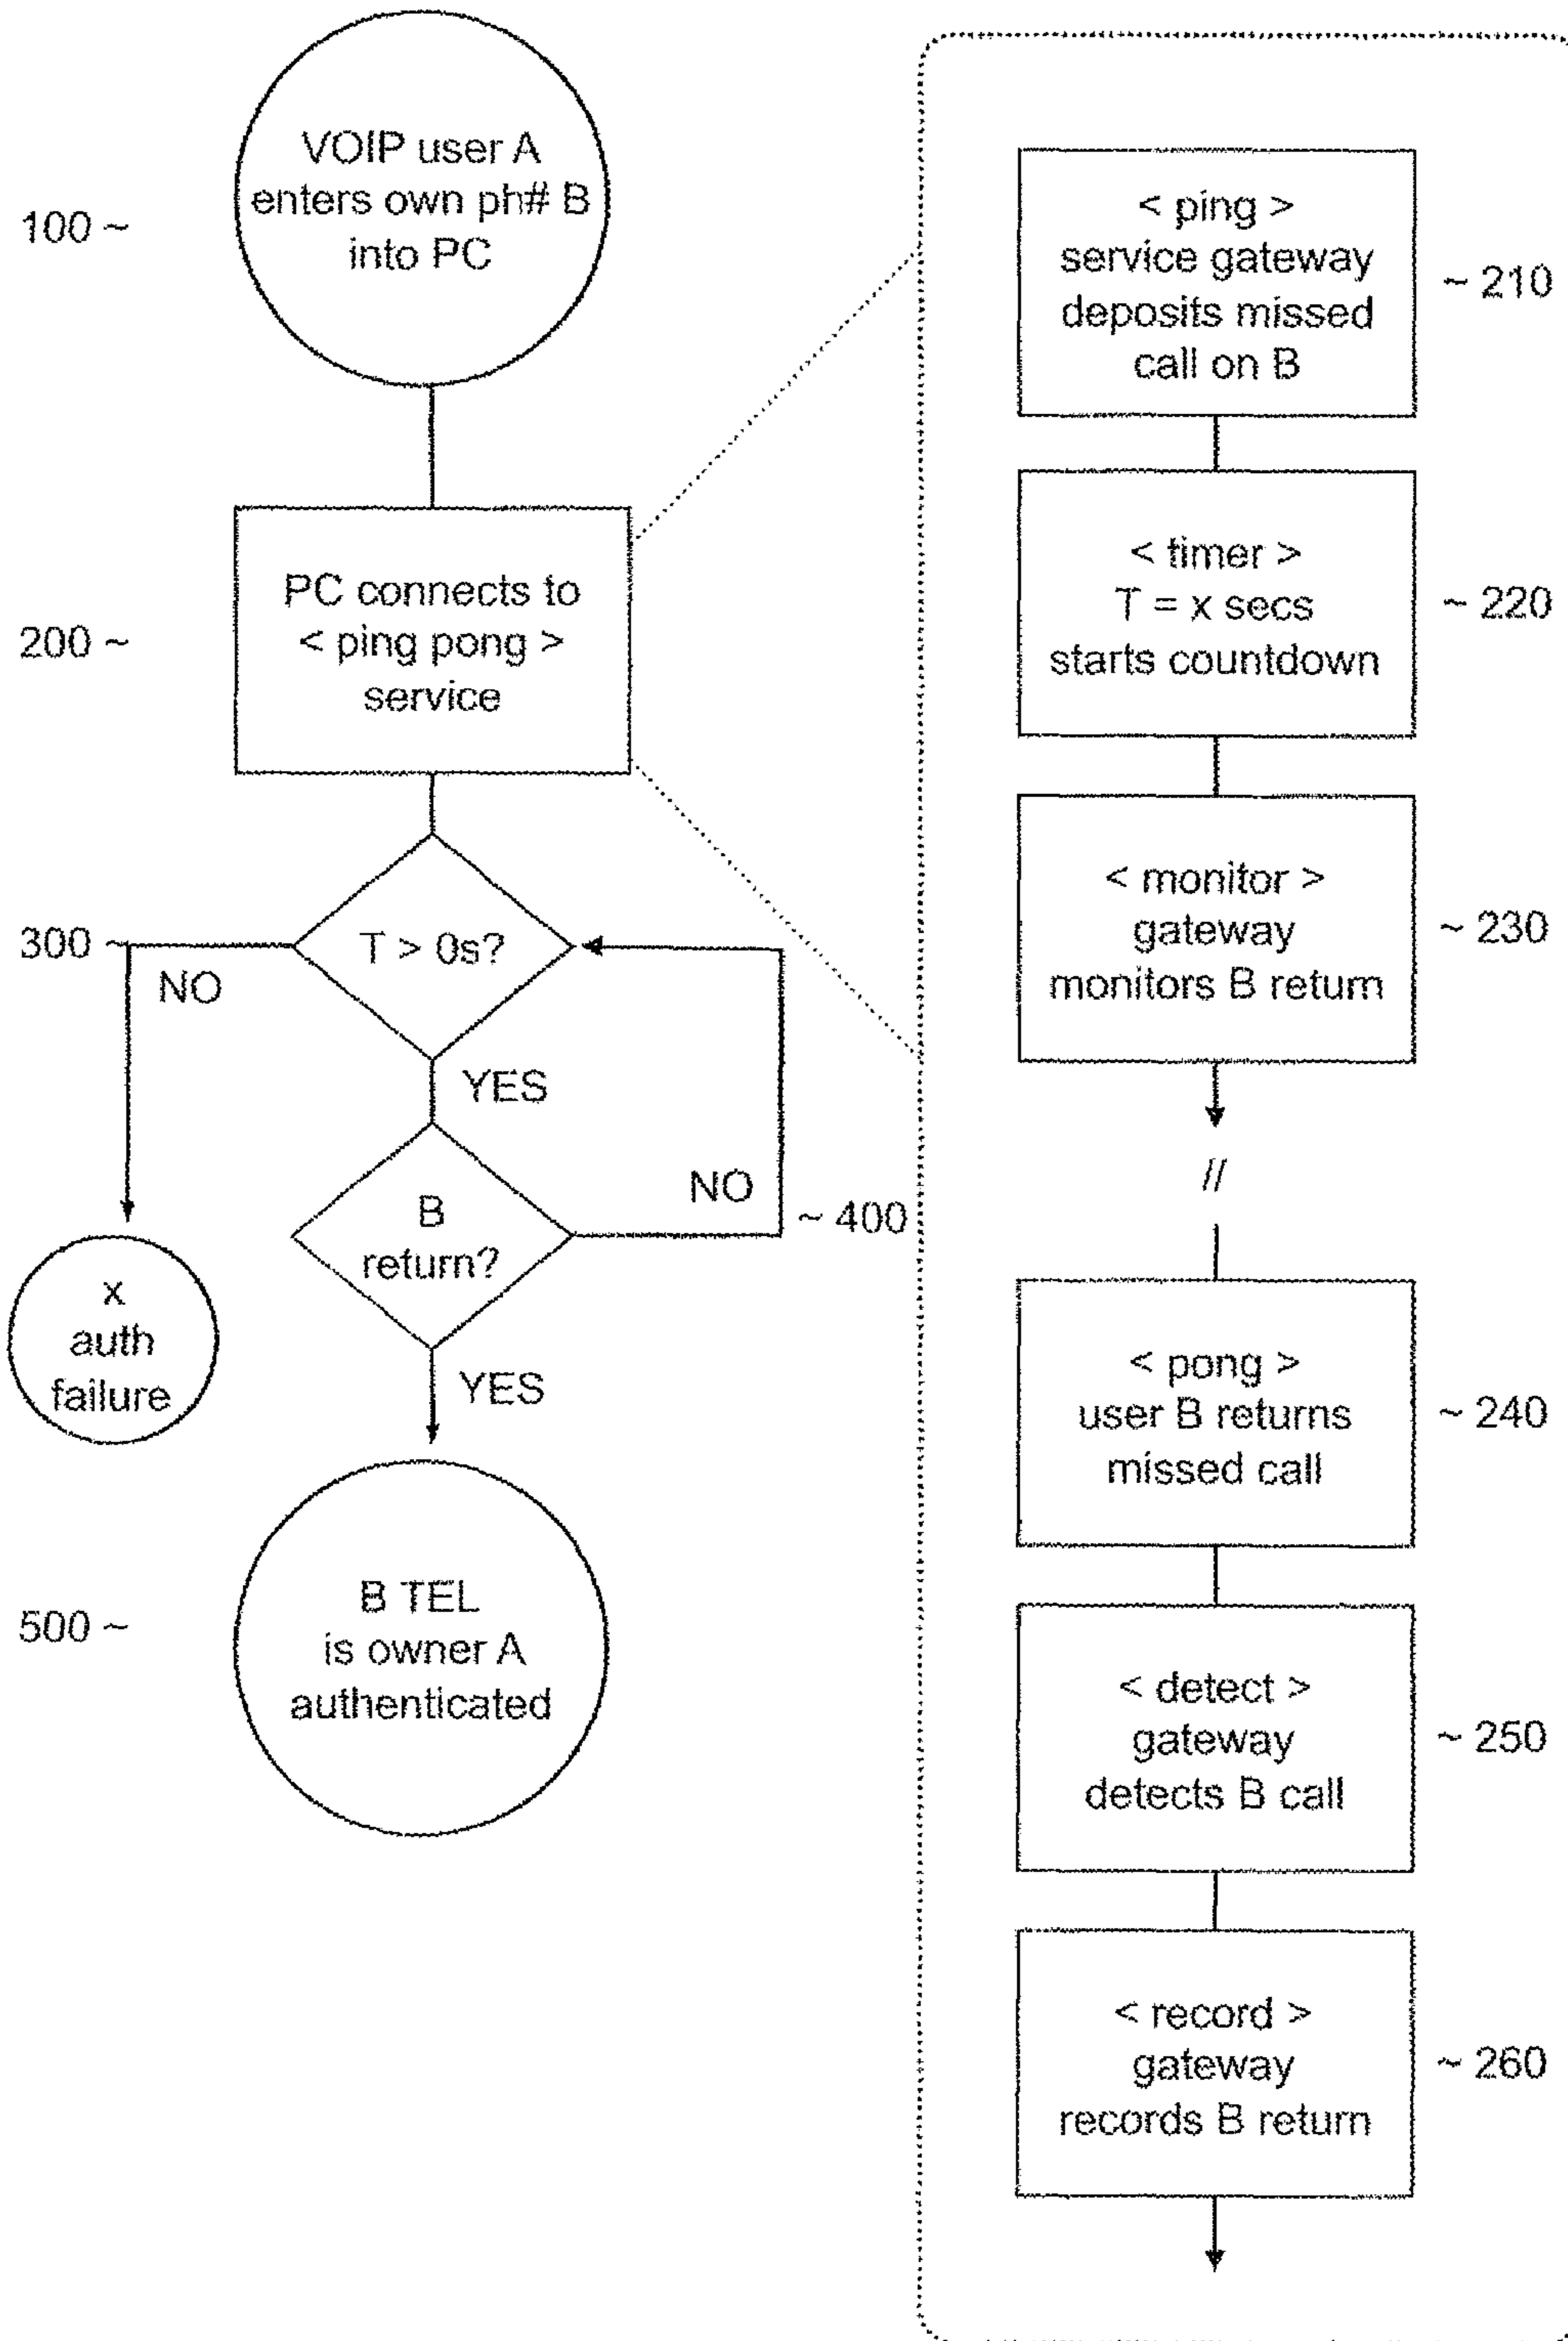 100 ~
VOIP user A
enters own ph# B
into PC
200 ~
PC connects to
< ping pong >
service
300 ~
T > 0s?
NO
YES
B
return?
NO
~ 400
YES
x
auth
failure
500 ~
B TEL
is owner A
authenticated
< ping >
service gateway
deposits missed
call on B
~ 210
< timer >
T = x secs
starts countdown
~ 220
< monitor >
gateway
monitors B return
~ 230
//
< pong >
user B returns
missed call
~ 240
< detect >
gateway
detects B call
~ 250
< record >
gateway
records B return
~ 260